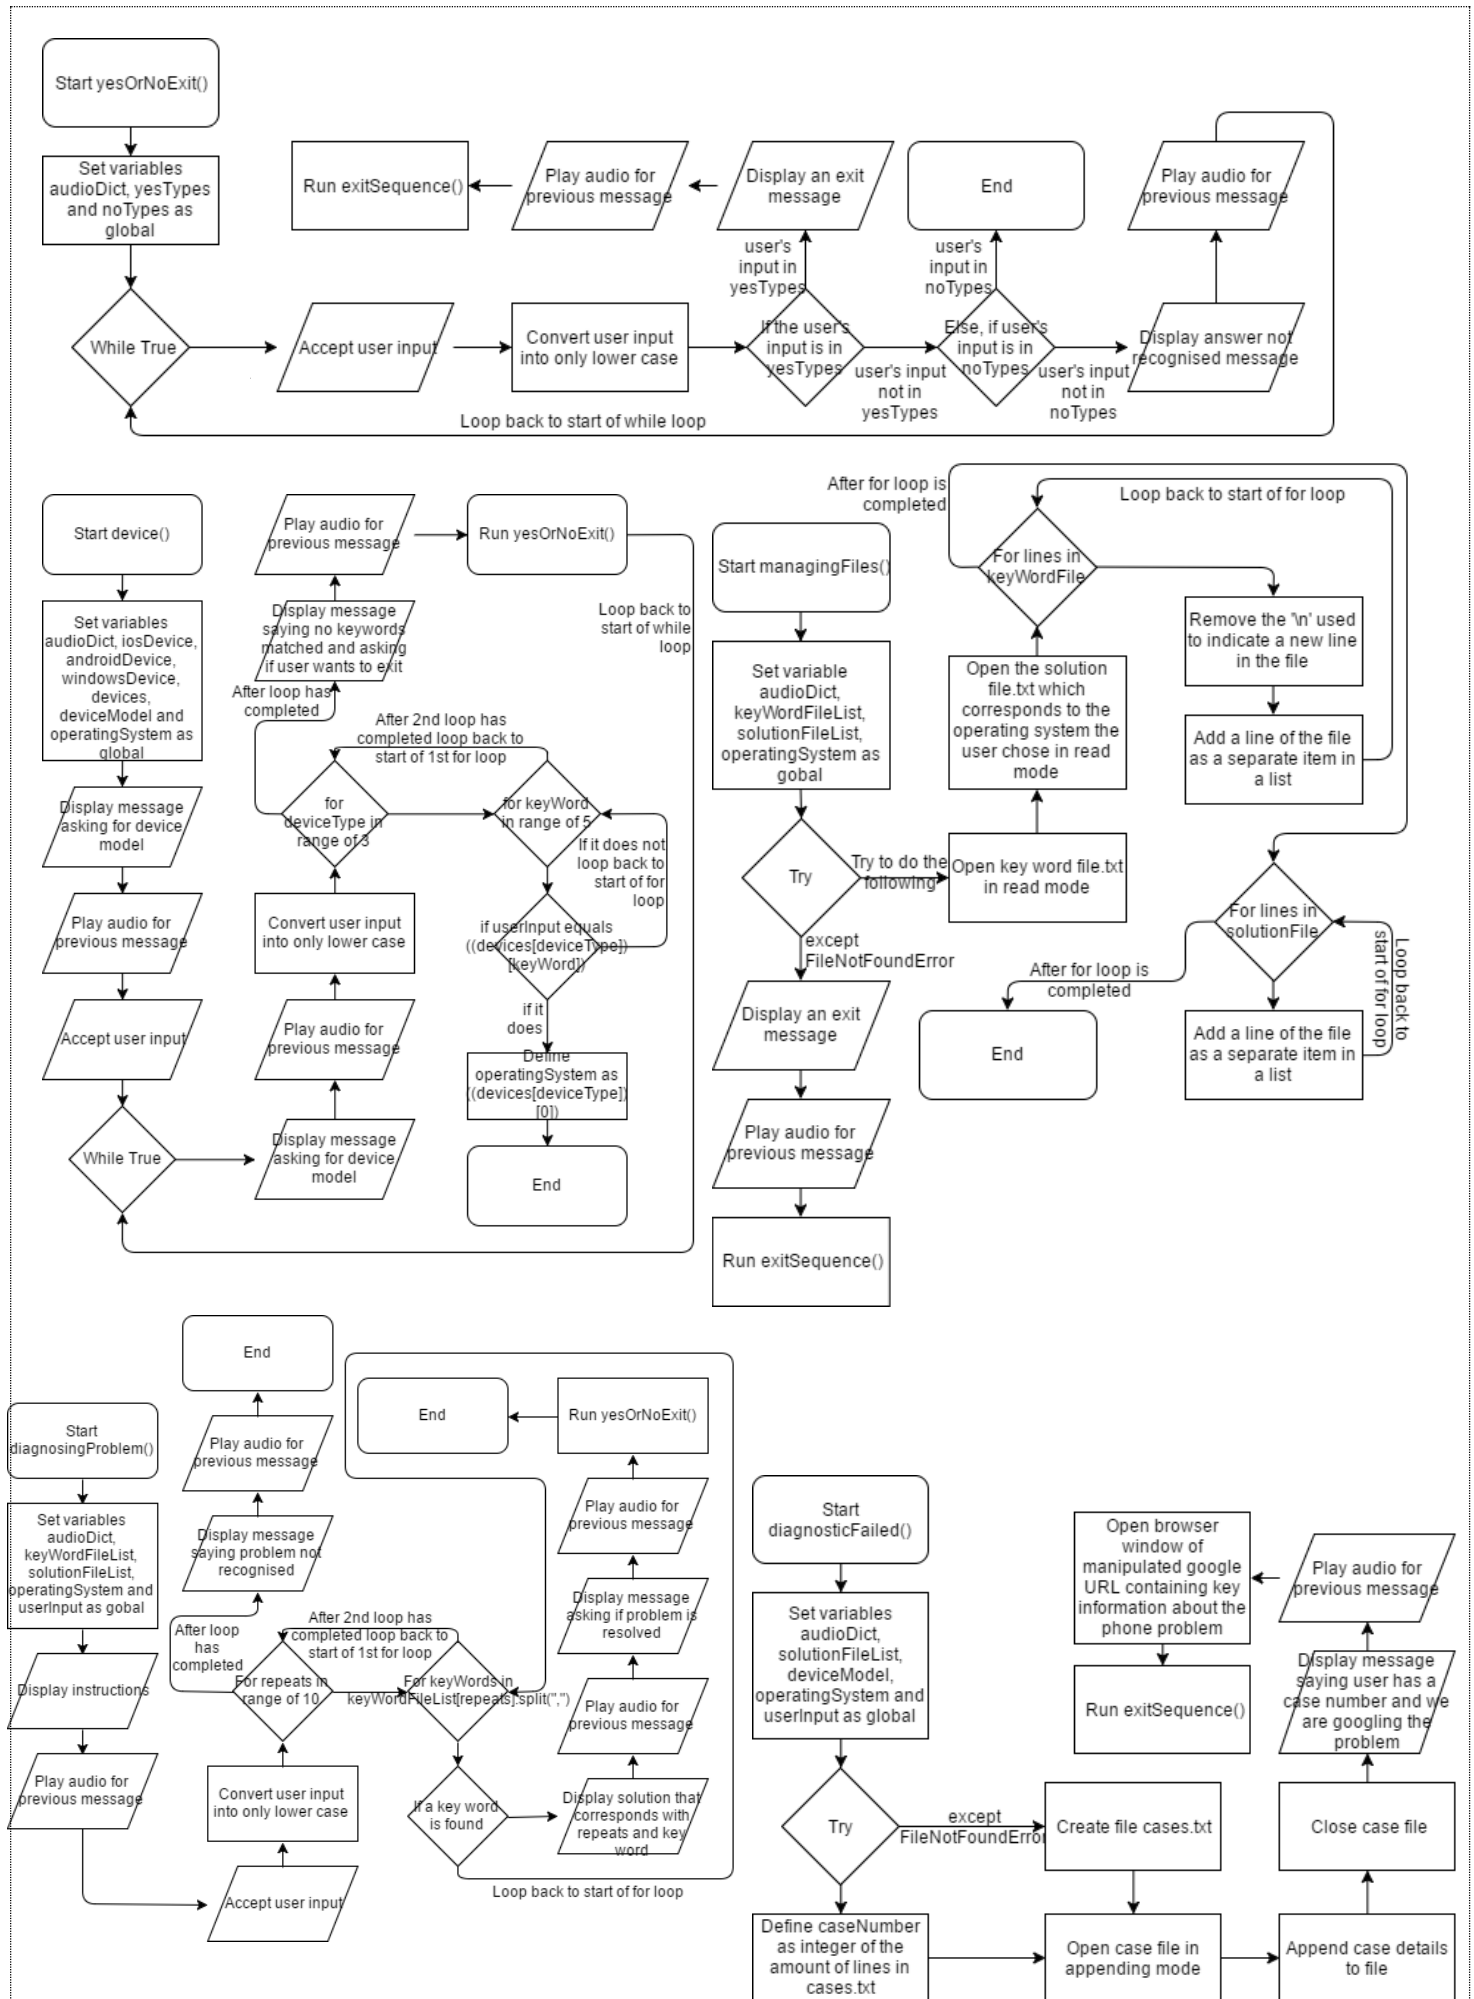 Start yesOrNoExit()
Set variables
audioDict, yesTypes
and noTypes as
global
While True
Accept user input
Convert user input
into only lower case
If the user's
input is in
yesTypes
user's
input in
yesTypes
Display an exit
message
Play audio for
previous message
Run exitSequence()
user's input
not in
yesTypes
Else, if user's
input is in
noTypes
user's
input in
noTypes
End
user's input
not in
noTypes
Display answer not
recognised message
Play audio for
previous message
Loop back to start of while loop
Start device()
Set variables
audioDict, iosDevice,
androidDevice,
windowsDevice,
devices,
deviceModel and
operatingSystem as
global
Display message
asking for device
model
Play audio for
previous message
Accept user input
While True
Display message
asking for device
model
Play audio for
previous message
Convert user input
into only lower case
for
deviceType in
range of 3
After loop has
completed
Display message
saying no keywords
matched and asking
if user wants to exit
Play audio for
previous message
Run yesOrNoExit()
Loop back to
start of while
loop
After 2nd loop has
completed loop back to
start of 1st for loop
for keyWord
in range of 5
If it does not
loop back to
start of for
loop
if userInput equals
((devices[deviceType])
[keyWord])
if it
does
Define
operatingSystem as
((devices[deviceType])
[0])
End
Start managingFiles()
Set variable
audioDict,
keyWordFileList,
solutionFileList,
operatingSystem as
gobal
Try
Try to do the
following
Open key word file.txt
in read mode
Open the solution
file.txt which
corresponds to the
operating system the
user chose in read
mode
For lines in
keyWordFile
After for loop is
completed
Loop back to start of for loop
Remove the '\n' used
to indicate a new line
in the file
Add a line of the file
as a separate item in
a list
For lines in
solutionFile
Loop back to
start of for loop
Add a line of the file
as a separate item in
a list
After for loop is
completed
End
except
FileNotFoundError
Display an exit
message
Play audio for
previous message
Run exitSequence()
Start
diagnosingProblem()
Set variables
audioDict,
keyWordFileList,
solutionFileList,
operatingSystem and
userInput as gobal
Display instructions
Play audio for
previous message
Accept user input
Convert user input
into only lower case
For repeats in
range of 10
After loop
has
completed
Display message
saying problem not
recognised
Play audio for
previous message
End
After 2nd loop has
completed loop back to
start of 1st for loop
For keyWords in
keyWordFileList[repeats].split(",")
If a key word
is found
Loop back to start of for loop
Display solution that
corresponds with
repeats and key
word
Play audio for
previous message
Display message
asking if problem is
resolved
Play audio for
previous message
Run yesOrNoExit()
End
Start
diagnosticFailed()
Set variables
audioDict,
solutionFileList,
deviceModel,
operatingSystem and
userInput as global
Try
except
FileNotFoundError
Create file cases.txt
Define caseNumber
as integer of the
amount of lines in
cases.txt
Open case file in
appending mode
Append case details
to file
Close case file
Display message
saying user has a
case number and we
are googling the
problem
Play audio for
previous message
Open browser
window of
manipulated google
URL containing key
information about the
phone problem
Run exitSequence()